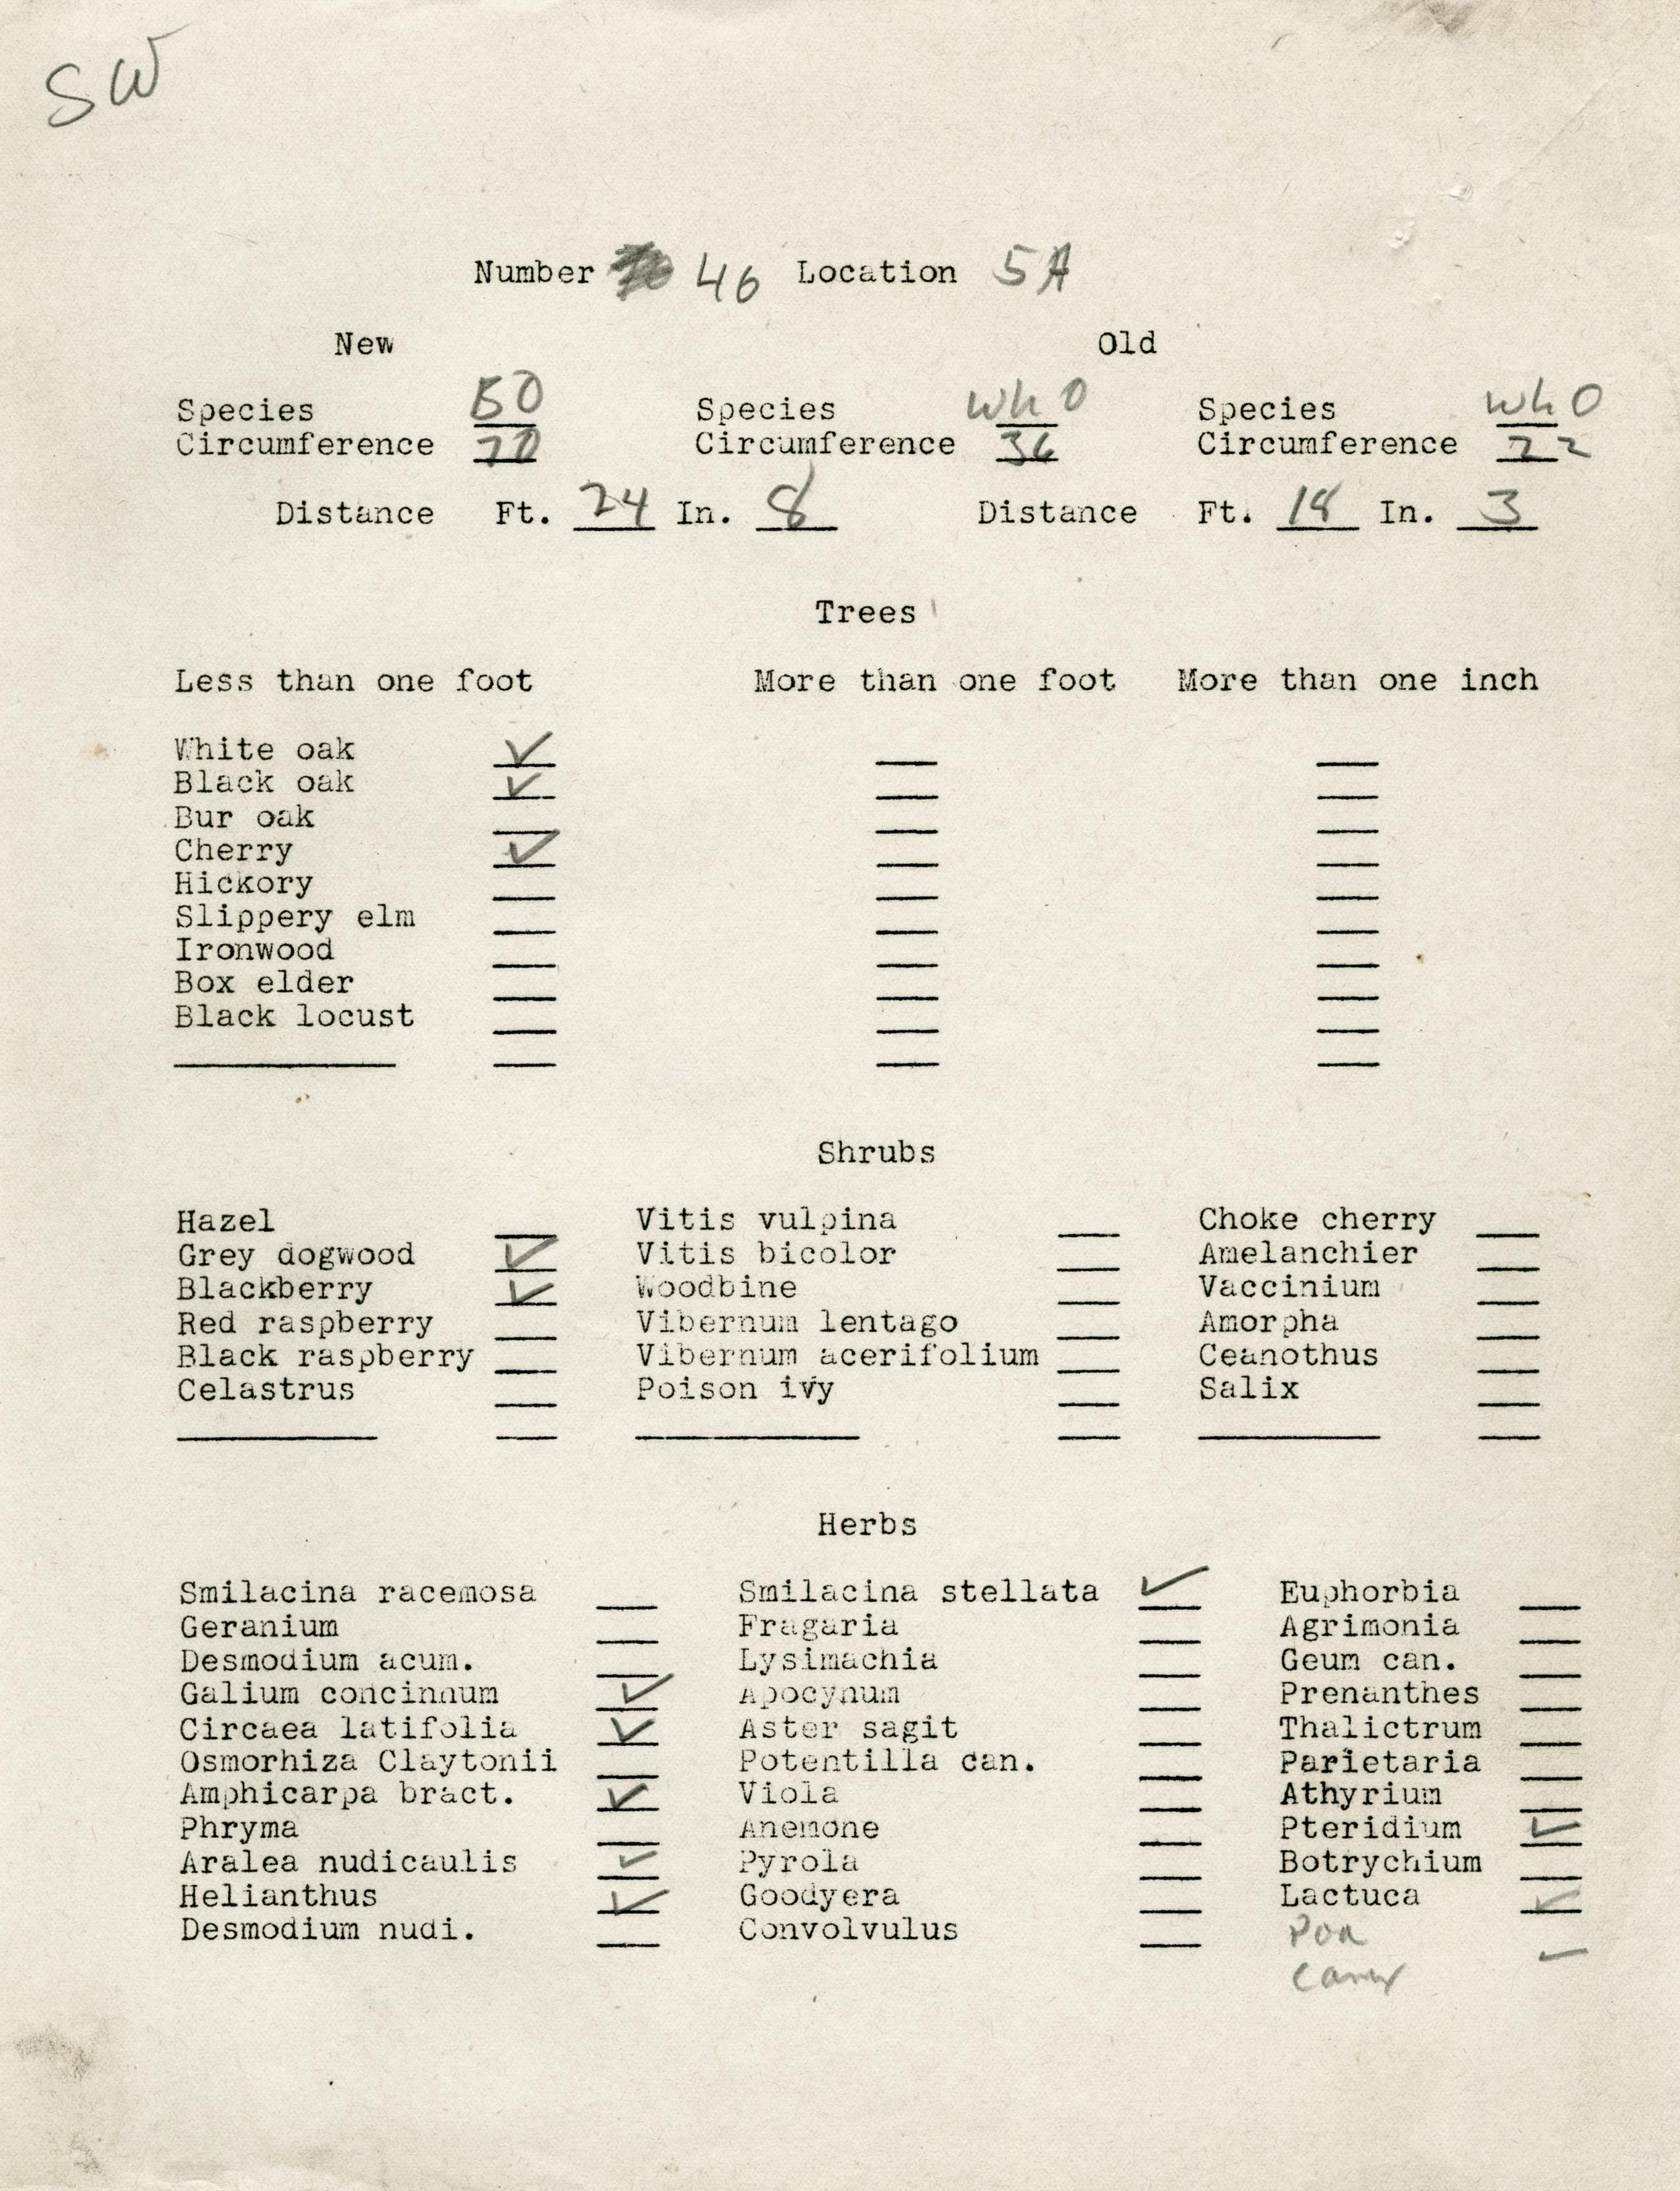 SW
Number 46 Location 5A
New Old
Species BO Species Wh O Species Wh O
Circumference 70 Circumference 36 Circumference 22
Distance Ft. 24 In. 8 Distance Ft. 18 In. 3
Trees
Less than one foot More than one foot More than one inch
White oak ✓
Black oak ✓
Bur oak
Cherry ✓
Hickory
Slippery elm
Ironwood
Box elder
Black locust
Shrubs
Hazel Vitis vulpina Choke cherry
Grey dogwood ✓ Vitis bicolor Amelanchier
Blackberry ✓ Woodbine Vaccinium
Red raspberry Vibernum lentago Amorpha
Black raspberry Vibernum acerifolium Ceanothus
Celastrus Poison ivy Salix
Herbs
Smilacina racemosa Smilacina stellata ✓ Euphorbia
Geranium Fragaria Agrimonia
Desmodium acum. Lysimachia Geum can.
Galium concinnum ✓ Apocynum Prenanthes
Circaea latifolia ✓ Aster sagit Thalictrum
Osmorhiza Claytonii Potentilla can. Parietaria
Amphicarpa bract. ✓ Viola Athyrium
Phryma Anemone Pteridium ✓
Aralea nudicaulis ✓ Pyrola Botrychium
Helianthus ✓ Goodyera Lactuca ✓
Desmodium nudi. Convolvulus Poa ✓
Carex